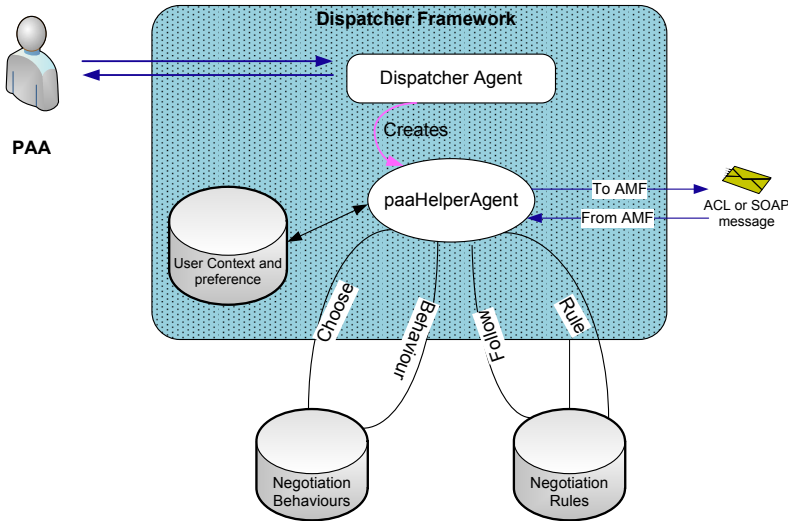 Dispatcher Framework
Dispatcher Agent
PAA
Creates
paaHelperAgent
To AMF
From AMF
ACL or SOAP
message
User Context and
preference
Choose
Behaviour
Follow
Rule
Negotiation
Behaviours
Negotiation
Rules